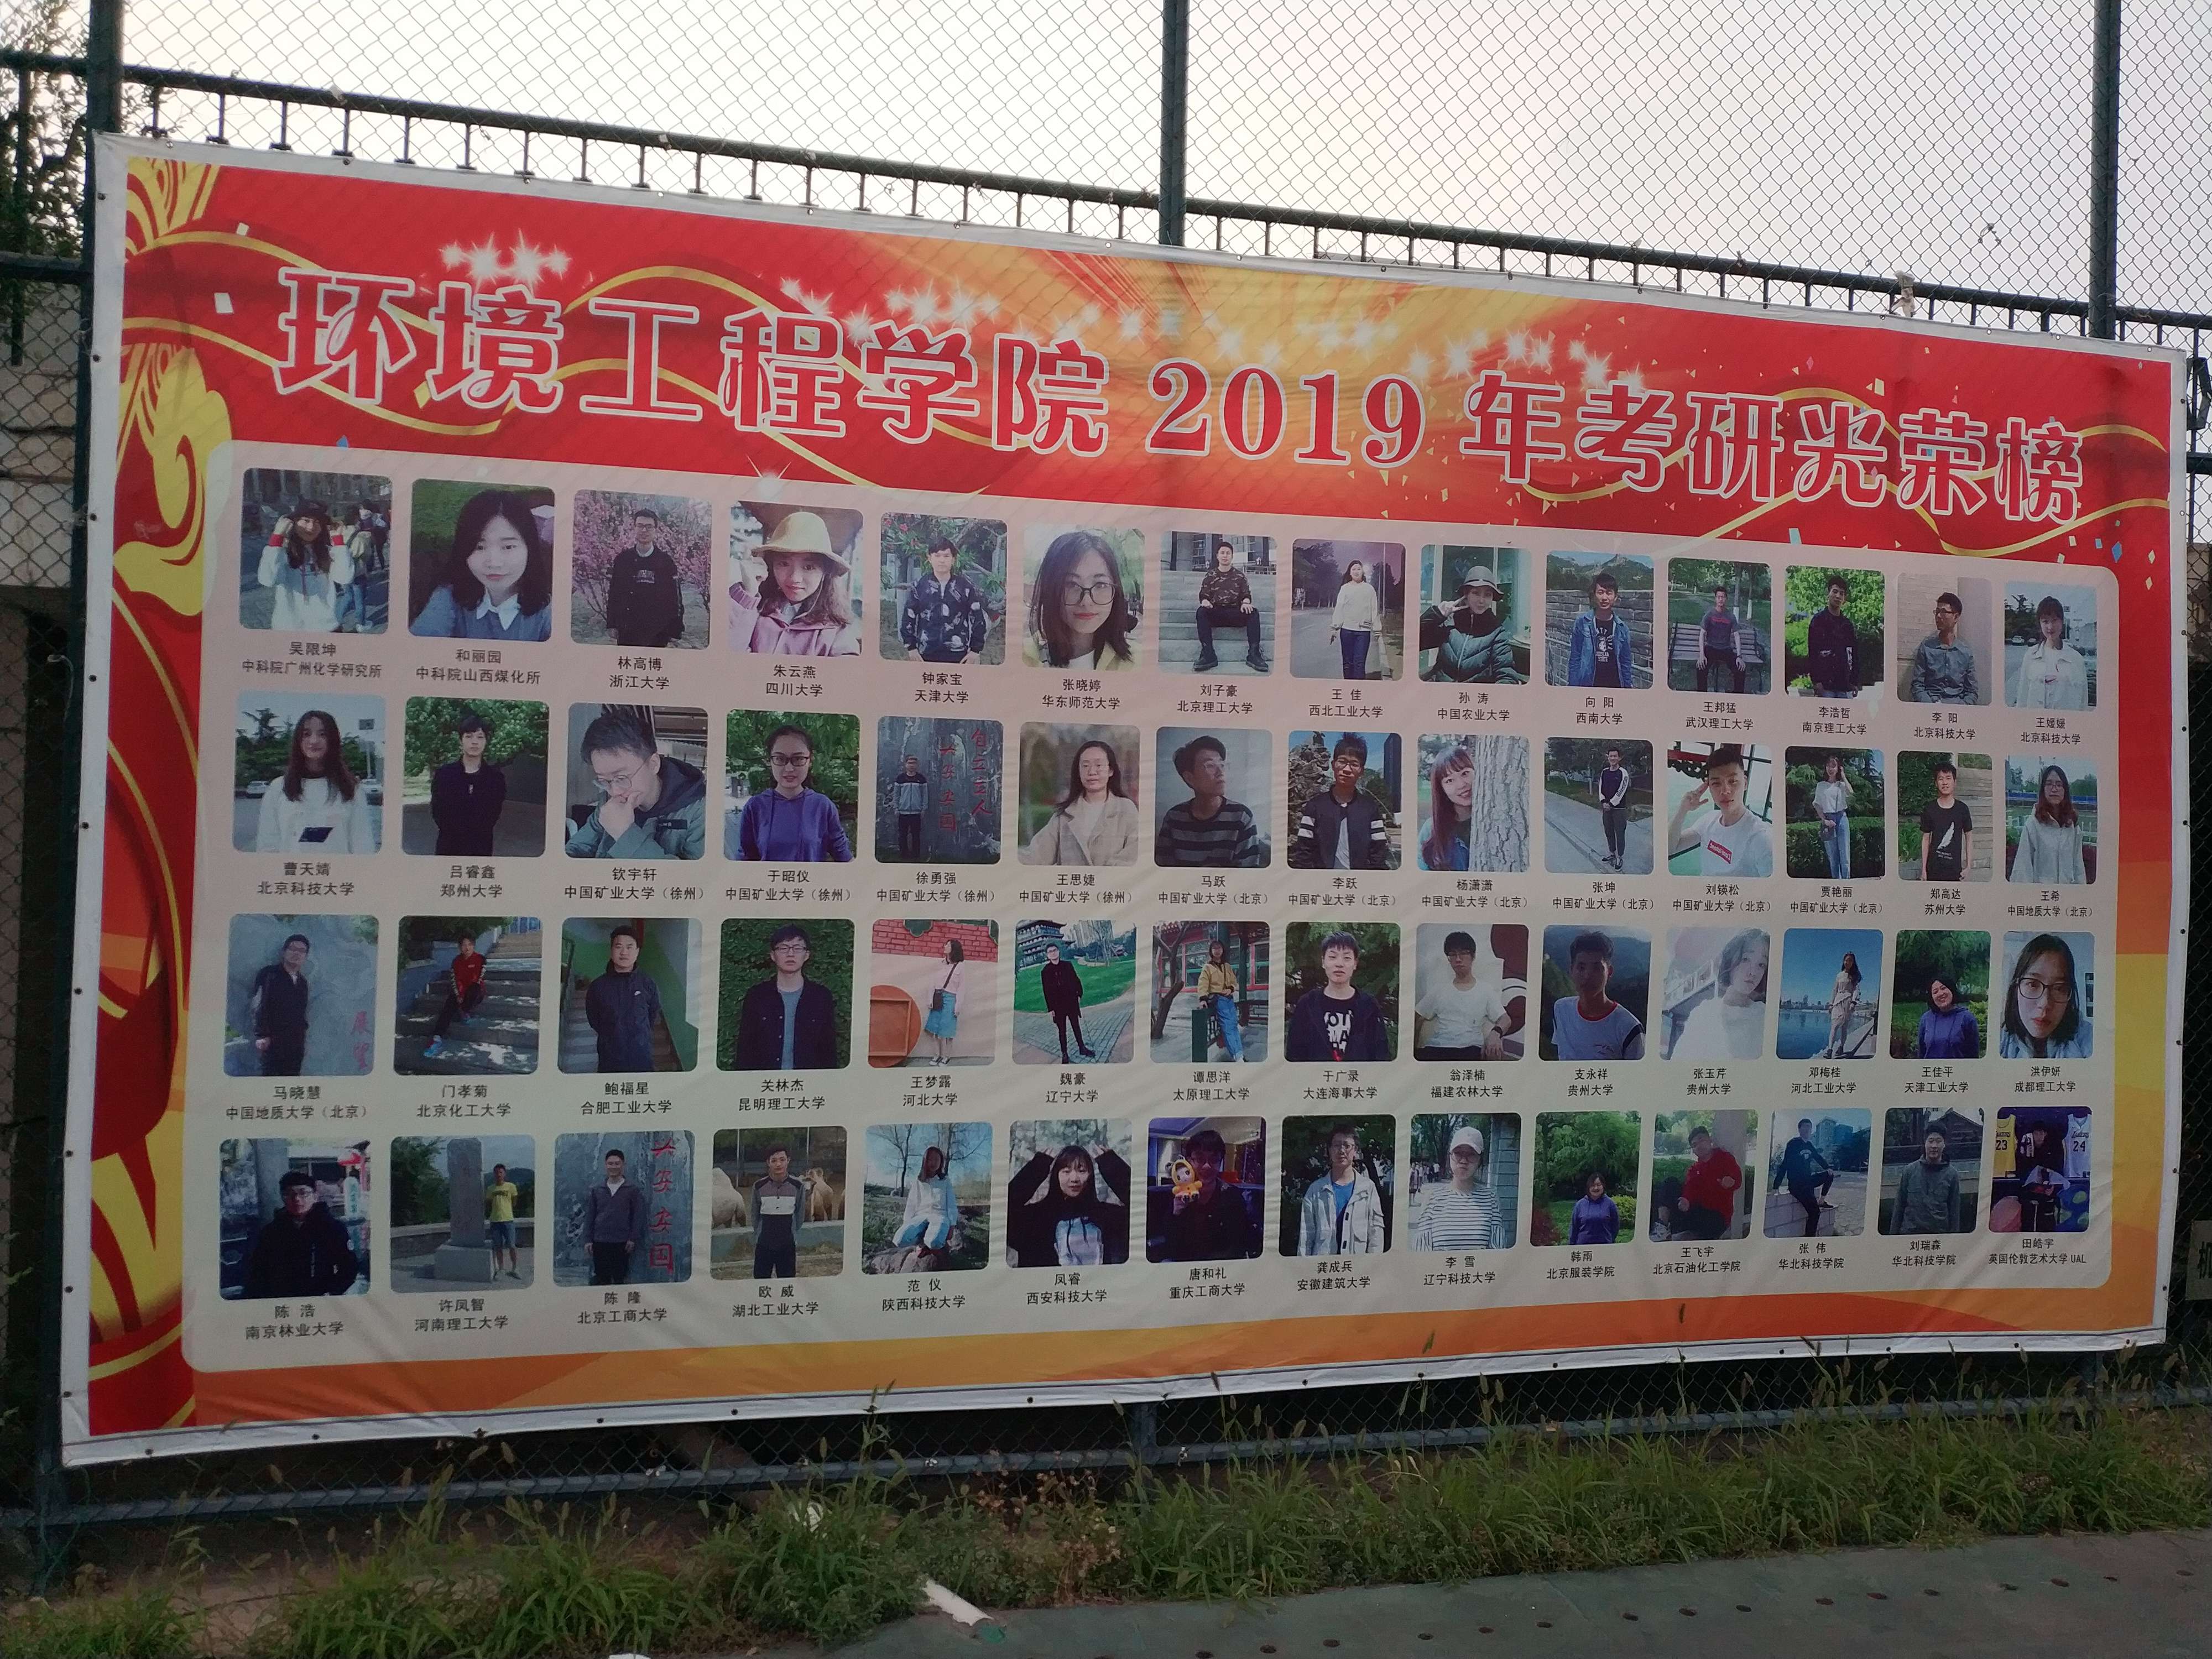 环境工程学院 2019 年考研光荣榜
吴限坤
中科院广州化学研究所
和丽园
中科院山西煤化所
林高博
浙江大学
朱云燕
四川大学
钟家宝
天津大学
张晓婷
华东师范大学
刘子豪
北京理工大学
王 佳
西北工业大学
孙 涛
中国农业大学
向 阳
西南大学
王邦猛
武汉理工大学
李浩哲
南京理工大学
李 阳
北京科技大学
王媛媛
北京科技大学
曹天婧
北京科技大学
吕睿鑫
郑州大学
钦宇轩
中国矿业大学（徐州）
于昭仪
中国矿业大学（徐州）
徐勇强
中国矿业大学（徐州）
王思婕
中国矿业大学（徐州）
马跃
中国矿业大学（北京）
李跃
中国矿业大学（北京）
杨潇潇
中国矿业大学（北京）
张坤
中国矿业大学（北京）
刘锬松
中国矿业大学（北京）
贾艳丽
中国矿业大学（北京）
郑高达
苏州大学
王希
中国地质大学（北京）
马晓慧
中国地质大学（北京）
门孝菊
北京化工大学
鲍福星
合肥工业大学
关林杰
昆明理工大学
王梦露
河北大学
魏豪
辽宁大学
谭思洋
太原理工大学
于广录
大连海事大学
翁泽楠
福建农林大学
支永祥
贵州大学
张玉芹
贵州大学
邓梅桂
河北工业大学
王佳平
天津工业大学
洪伊妍
成都理工大学
陈 浩
南京林业大学
许凤智
河南理工大学
陈 隆
北京工商大学
欧 威
湖北工业大学
范 仪
陕西科技大学
凤睿
西安科技大学
唐和礼
重庆工商大学
龚成兵
安徽建筑大学
李 雪
辽宁科技大学
韩雨
北京服装学院
王飞宇
北京石油化工学院
张 伟
华北科技学院
刘瑞森
华北科技学院
田皓宇
英国伦敦艺术大学 UAL
23
24